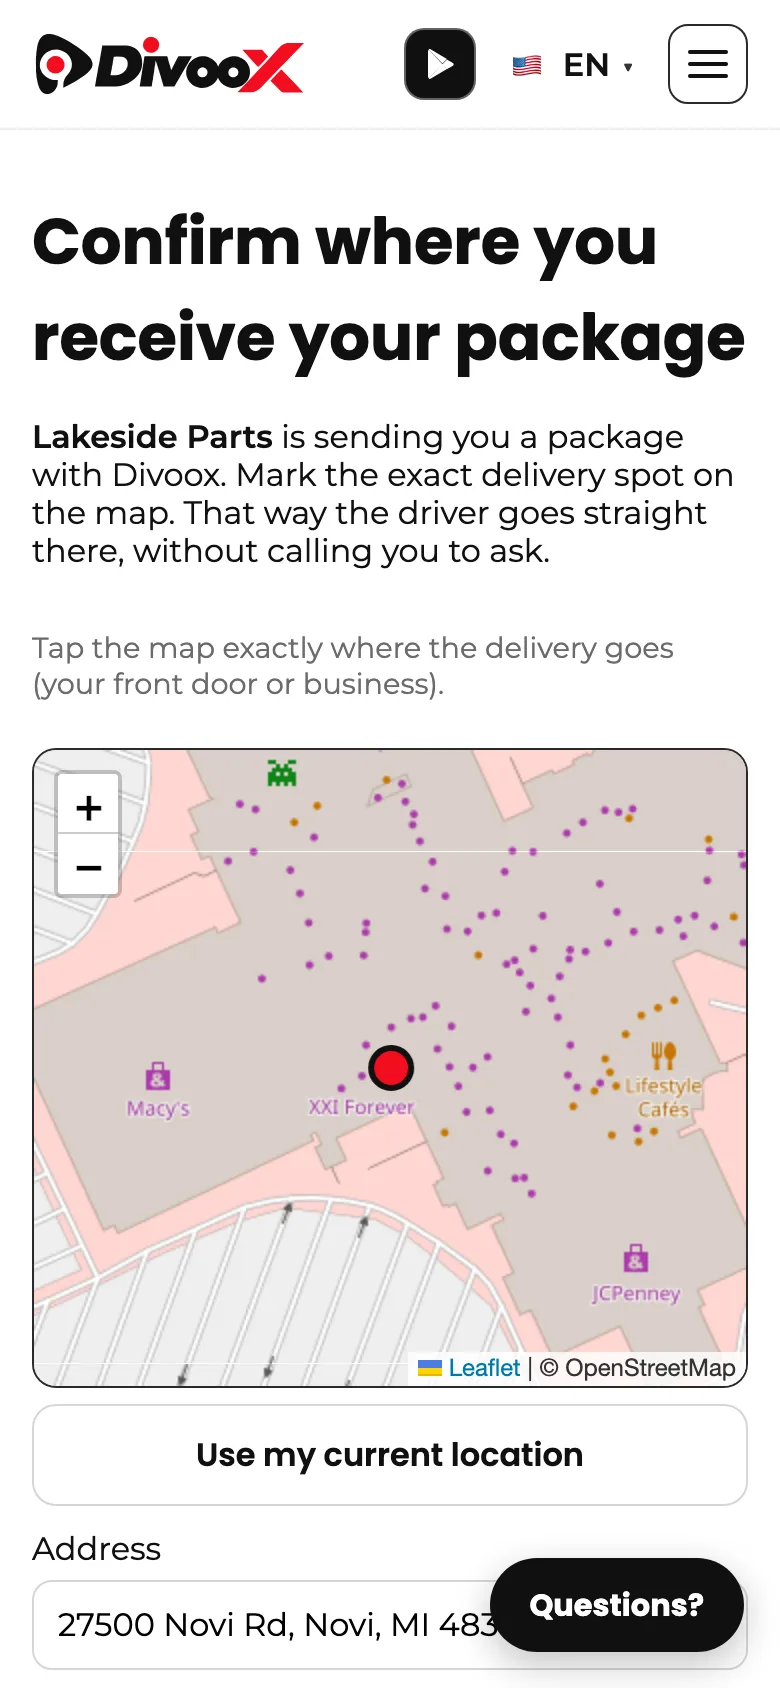 DivooX
EN
Confirm where you
receive your package
Lakeside Parts is sending you a package
with Divoox. Mark the exact delivery spot on
the map. That way the driver goes straight
there, without calling you to ask.
Tap the map exactly where the delivery goes
(your front door or business).
+
−
Macy's
XXI Forever
Lifestyle
Cafés
JCPenney
Leaflet | © OpenStreetMap
Use my current location
Address
27500 Novi Rd, Novi, MI 483
Questions?